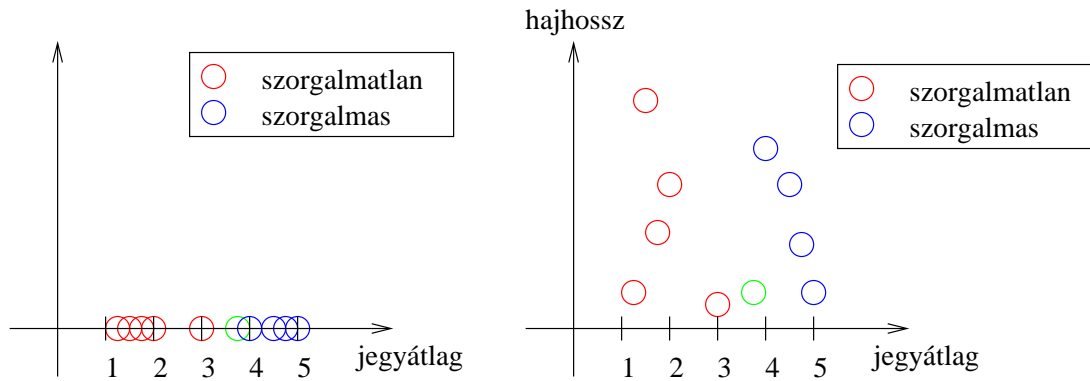 szorgalmatlan
szorgalmas
1 2 3 4 5
jegyátlag
hajhossz
szorgalmatlan
szorgalmas
1 2 3 4 5
jegyátlag